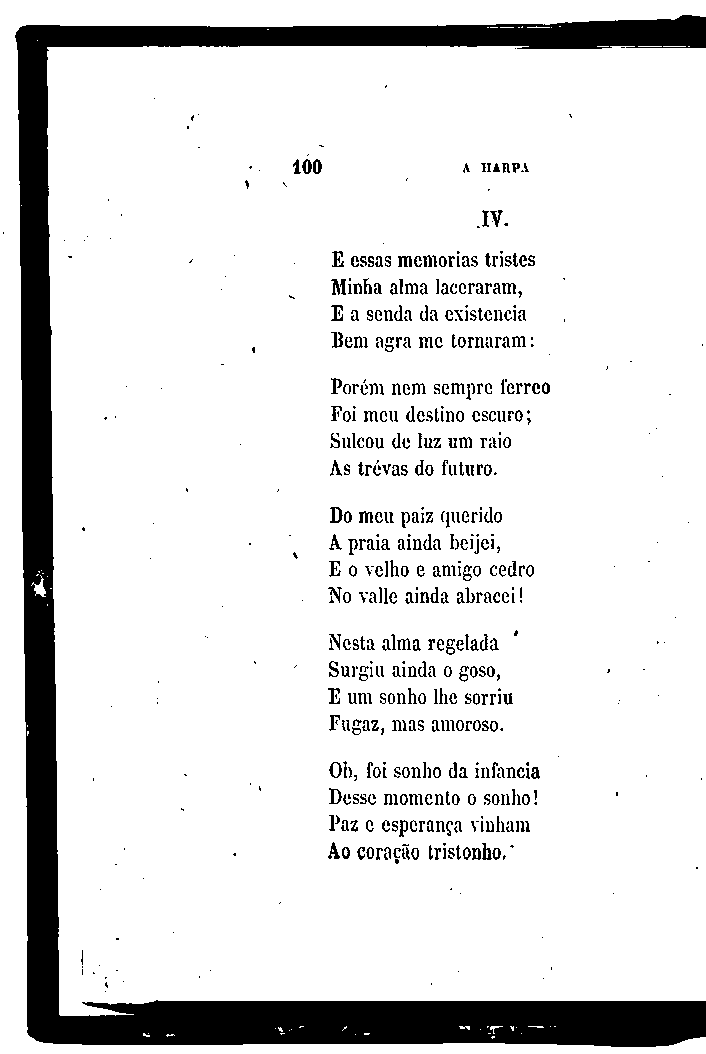 100 A HARPA
IV.
E essas memorias tristes
Minha alma laceraram,
E a senda da existencia
Bem agra me tornaram:
Porém nem sempre ferreo
Foi meu destino escuro;
Sulcou de luz um raio
As trévas do futuro.
Do meu paiz querido
A praia ainda beijei,
E o velho e amigo cedro
No valle ainda abracei!
Nesta alma regelada
Surgiu ainda o goso,
E um sonho lhe sorriu
Fugaz, mas amoroso.
Oh, foi sonho da infancia
Desse momento o sonho!
Paz e esperança vinham
Ao coração tristonho.